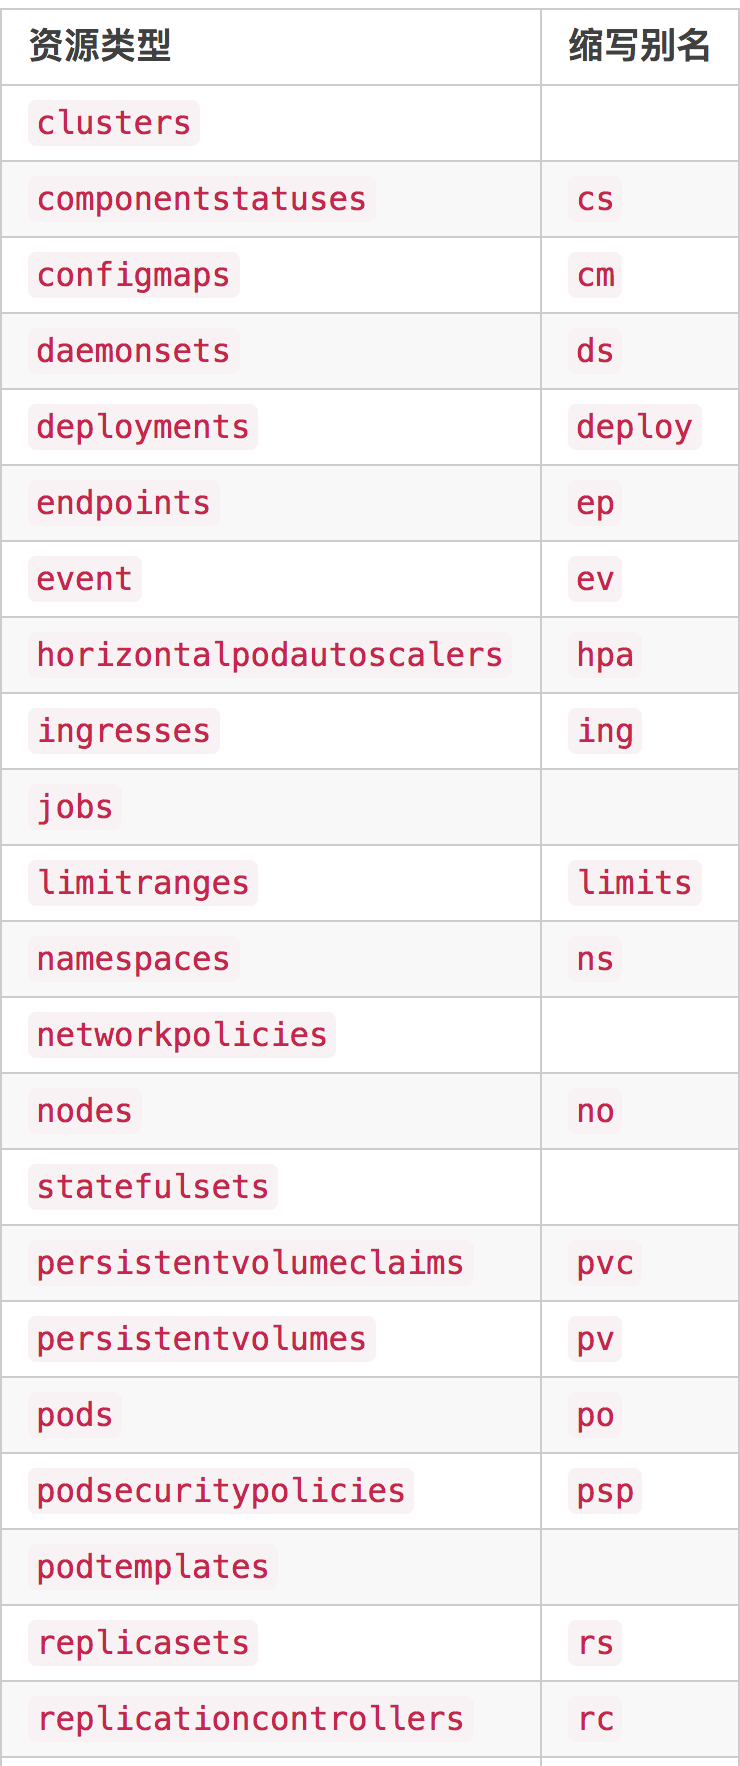 资源类型 缩写别名
clusters
componentstatuses cs
configmaps cm
daemonsets ds
deployments deploy
endpoints ep
event ev
horizontalpodautoscalers hpa
ingresses ing
jobs
limitranges limits
namespaces ns
networkpolicies
nodes no
statefulsets
persistentvolumeclaims pvc
persistentvolumes pv
pods po
podsecuritypolicies psp
podtemplates
replicasets rs
replicationcontrollers rc